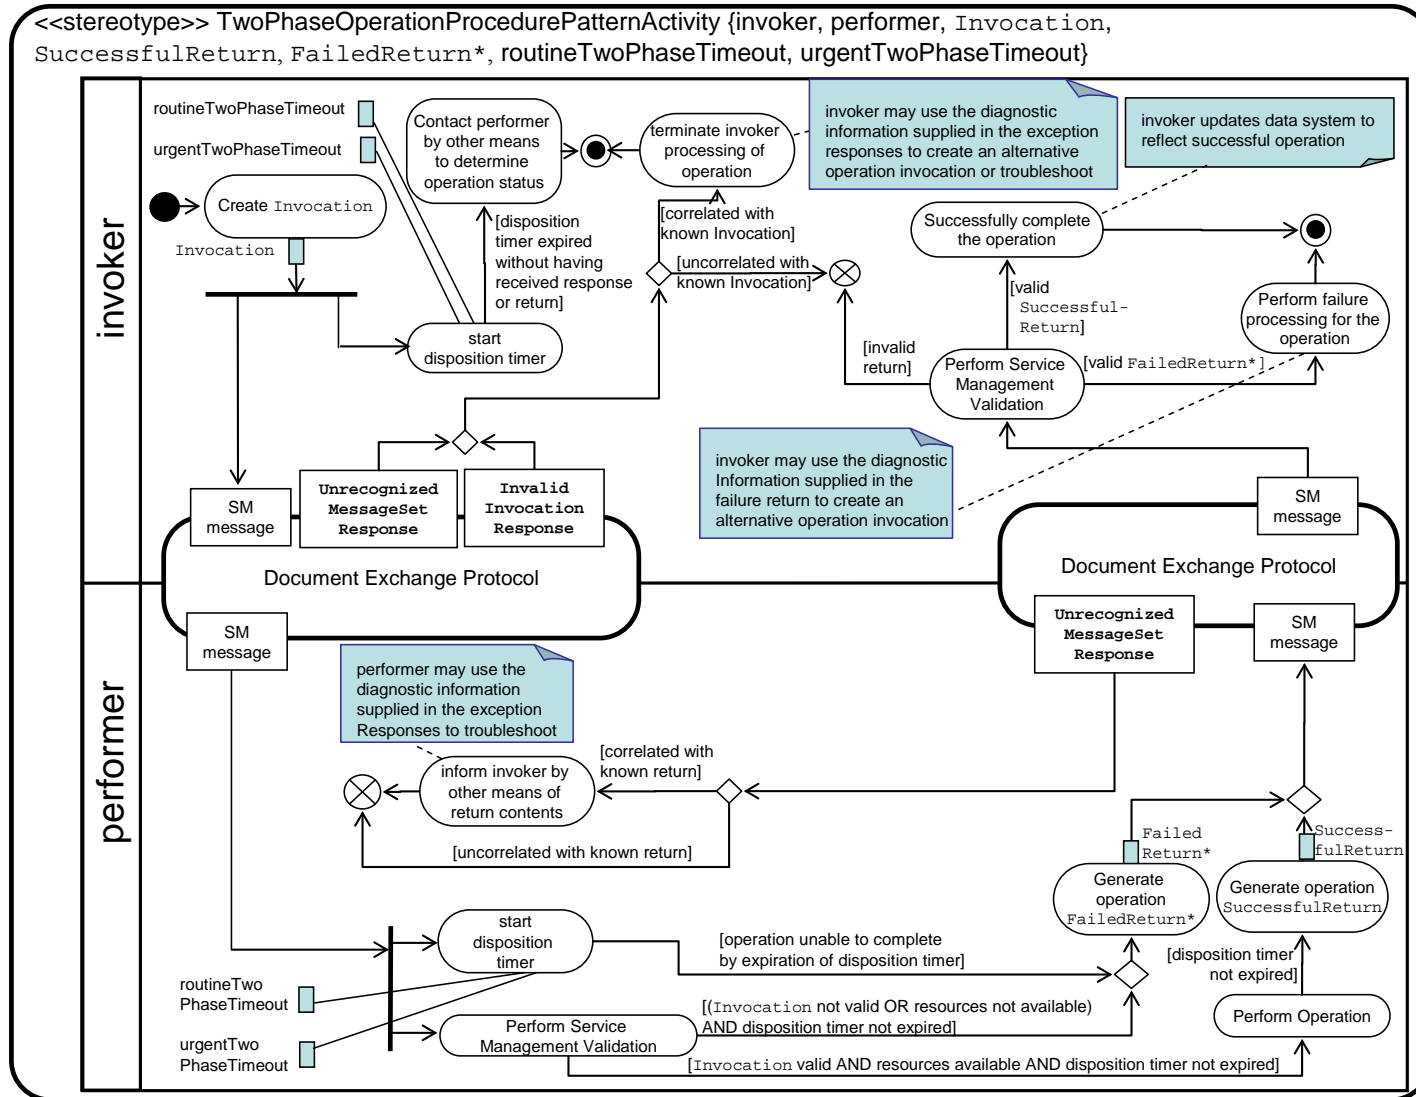 <<stereotype>> TwoPhaseOperationProcedurePatternActivity {invoker, performer, Invocation,
SuccessfulReturn, FailedReturn*, routineTwoPhaseTimeout, urgentTwoPhaseTimeout}
invoker
routineTwoPhaseTimeout
urgentTwoPhaseTimeout
Create Invocation
Invocation
Contact performer
by other means
to determine
operation status
terminate invoker
processing of
operation
invoker may use the diagnostic
information supplied in the exception
responses to create an alternative
operation invocation or troubleshoot
invoker updates data system to
reflect successful operation
[disposition
timer expired
without having
received response
or return]
start
disposition timer
[correlated with
known Invocation]
[uncorrelated with
known Invocation]
Successfully complete
the operation
[valid
Successful-
Return]
Perform failure
processing for the
operation
[invalid
return]
Perform Service
Management
Validation
[valid FailedReturn*]
invoker may use the diagnostic
Information supplied in the
failure return to create an
alternative operation invocation
SM
message
Unrecognized
MessageSet
Response
Invalid
Invocation
Response
Document Exchange Protocol
SM
message
SM
message
Document Exchange Protocol
Unrecognized
MessageSet
Response
SM
message
performer
performer may use the
diagnostic information
supplied in the exception
Responses to troubleshoot
inform invoker by
other means of
return contents
[correlated with
known return]
[uncorrelated with known return]
Failed
Return*
Success-
fulReturn
Generate
operation
FailedReturn*
Generate operation
SuccessfulReturn
start
disposition
timer
[operation unable to complete
by expiration of disposition timer]
[disposition timer
not expired]
routineTwo
PhaseTimeout
urgentTwo
PhaseTimeout
Perform Service
Management Validation
[(Invocation not valid OR resources not available)
AND disposition timer not expired]
Perform Operation
[Invocation valid AND resources available AND disposition timer not expired]